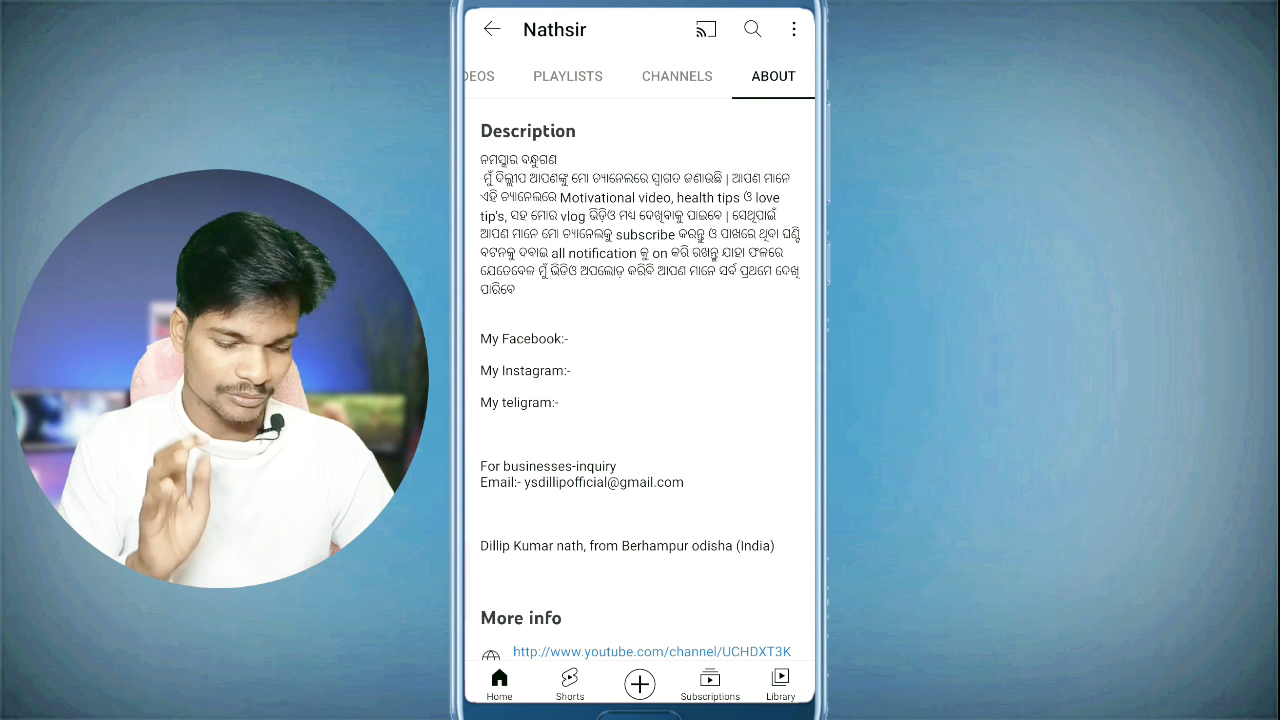 Nathsir
DEOS PLAYLISTS CHANNELS ABOUT
Description
ନମସ୍କାର ବନ୍ଧୁଗଣ
ମୁଁ ଦିଲ୍ଲୀପ ଆପଣଙ୍କୁ ମୋ ଚ୍ୟାନେଲରେ ସ୍ୱାଗତ ଜଣାଉଛି | ଆପଣ ମାନେ
ଏହି ଚ୍ୟାନେଲରେ Motivational video, health tips ଓ love
tip's, ସହ ମୋର vlog ଭିଡ଼ିଓ ମଧ୍ୟ ଦେଖିବାକୁ ପାଇବେ | ସେଥିପାଇଁ
ଆପଣ ମାନେ ମୋ ଚ୍ୟାନେଲକୁ subscribe କରନ୍ତୁ ଓ ପାଖରେ ଥିବା ଘଣ୍ଟି
ବଟନକୁ ଦବାଇ all notification କୁ on କରି ରଖନ୍ତୁ ଯାହା ଫଳରେ
ଯେତେବେଳ ମୁଁ ଭିଡିଓ ଅପଲୋଡ଼ କରିବି ଆପଣ ମାନେ ସର୍ବ ପ୍ରଥମେ ଦେଖି
ପାରିବେ
My Facebook:-
My Instagram:-
My teligram:-
For businesses-inquiry
Email:- ysdillipofficial@gmail.com
Dillip Kumar nath, from Berhampur odisha (India)
More info
http://www.youtube.com/channel/UCHDXT3K
Home Shorts Subscriptions Library